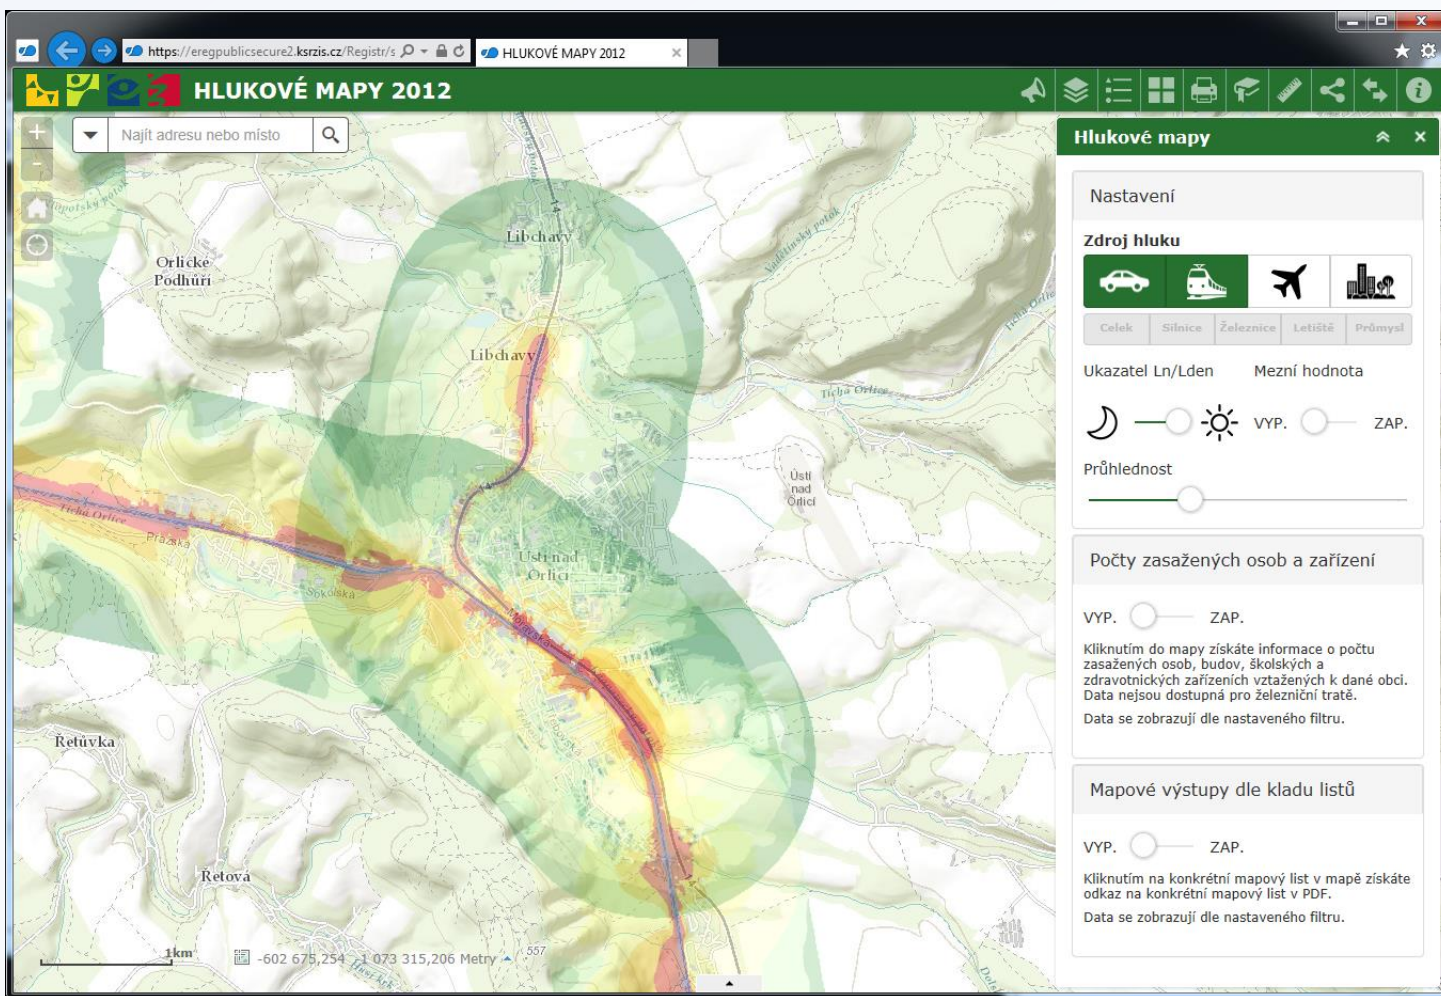 https://eregpublicsecure2.ksrzis.cz/Registr/s
HLUKOVÉ MAPY 2012
HLUKOVÉ MAPY 2012
Najít adresu nebo místo
Hlukové mapy
Nastavení
Zdroj hluku
Celek Silnice Železnice Letiště Průmysl
Ukazatel Ln/Lden Mezní hodnota
VYP. ZAP.
Průhlednost
Počty zasažených osob a zařízení
VYP. ZAP.
Kliknutím do mapy získáte informace o počtu
zasažených osob, budov, školských a
zdravotnických zařízeních vztažených k dané obci.
Data nejsou dostupná pro železniční tratě.
Data se zobrazují dle nastaveného filtru.
Mapové výstupy dle kladu listů
VYP. ZAP.
Kliknutím na konkrétní mapový list v mapě získáte
odkaz na konkrétní mapový list v PDF.
Data se zobrazují dle nastaveného filtru.
14
Libchavy
Orlické
Podhůří
Libchavy
Tichá Orlice
Ústí
nad
Orlicí
14
Tichá Orlice
Pražská
Ústí nad
Orlicí
Sokolská
Moravská
Řetůvka
Řetová
557
1km
-602 675,254 -1 073 315,206 Metry